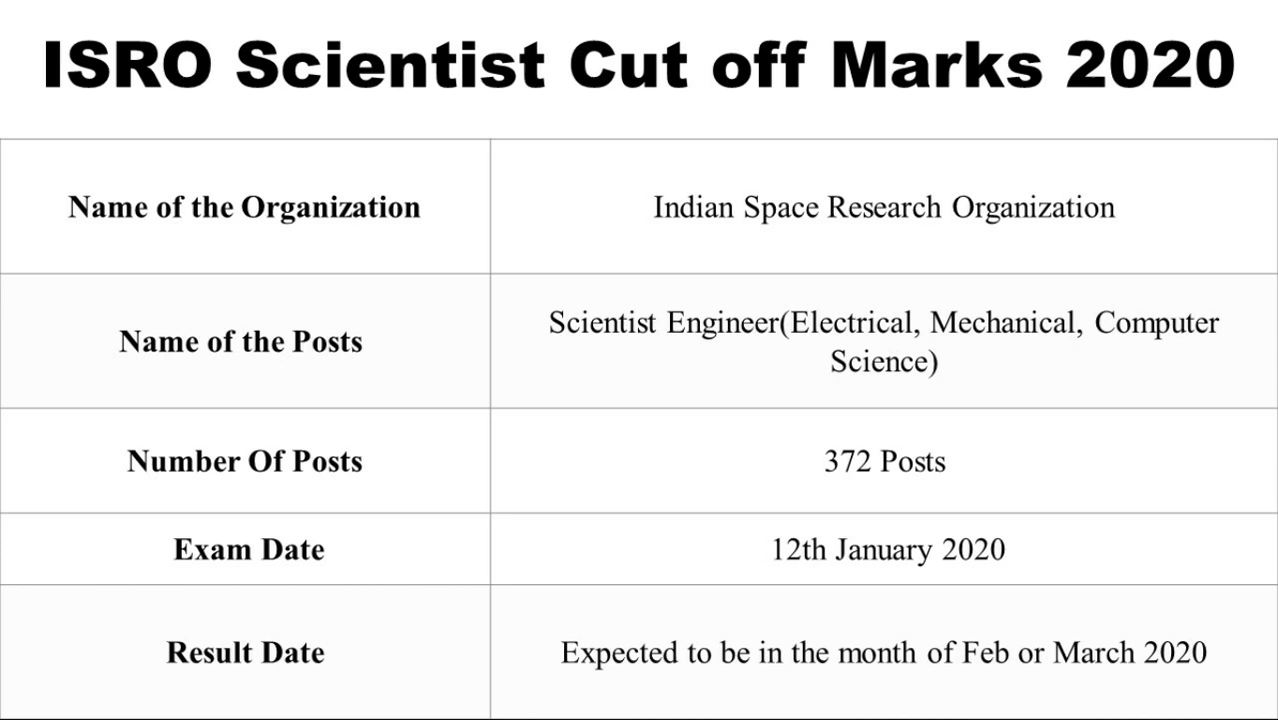 ISRO Scientist Cut off Marks 2020
Name of the Organization
Indian Space Research Organization
Name of the Posts
Scientist Engineer(Electrical, Mechanical, Computer
Science)
Number Of Posts
372 Posts
Exam Date
12th January 2020
Result Date
Expected to be in the month of Feb or March 2020